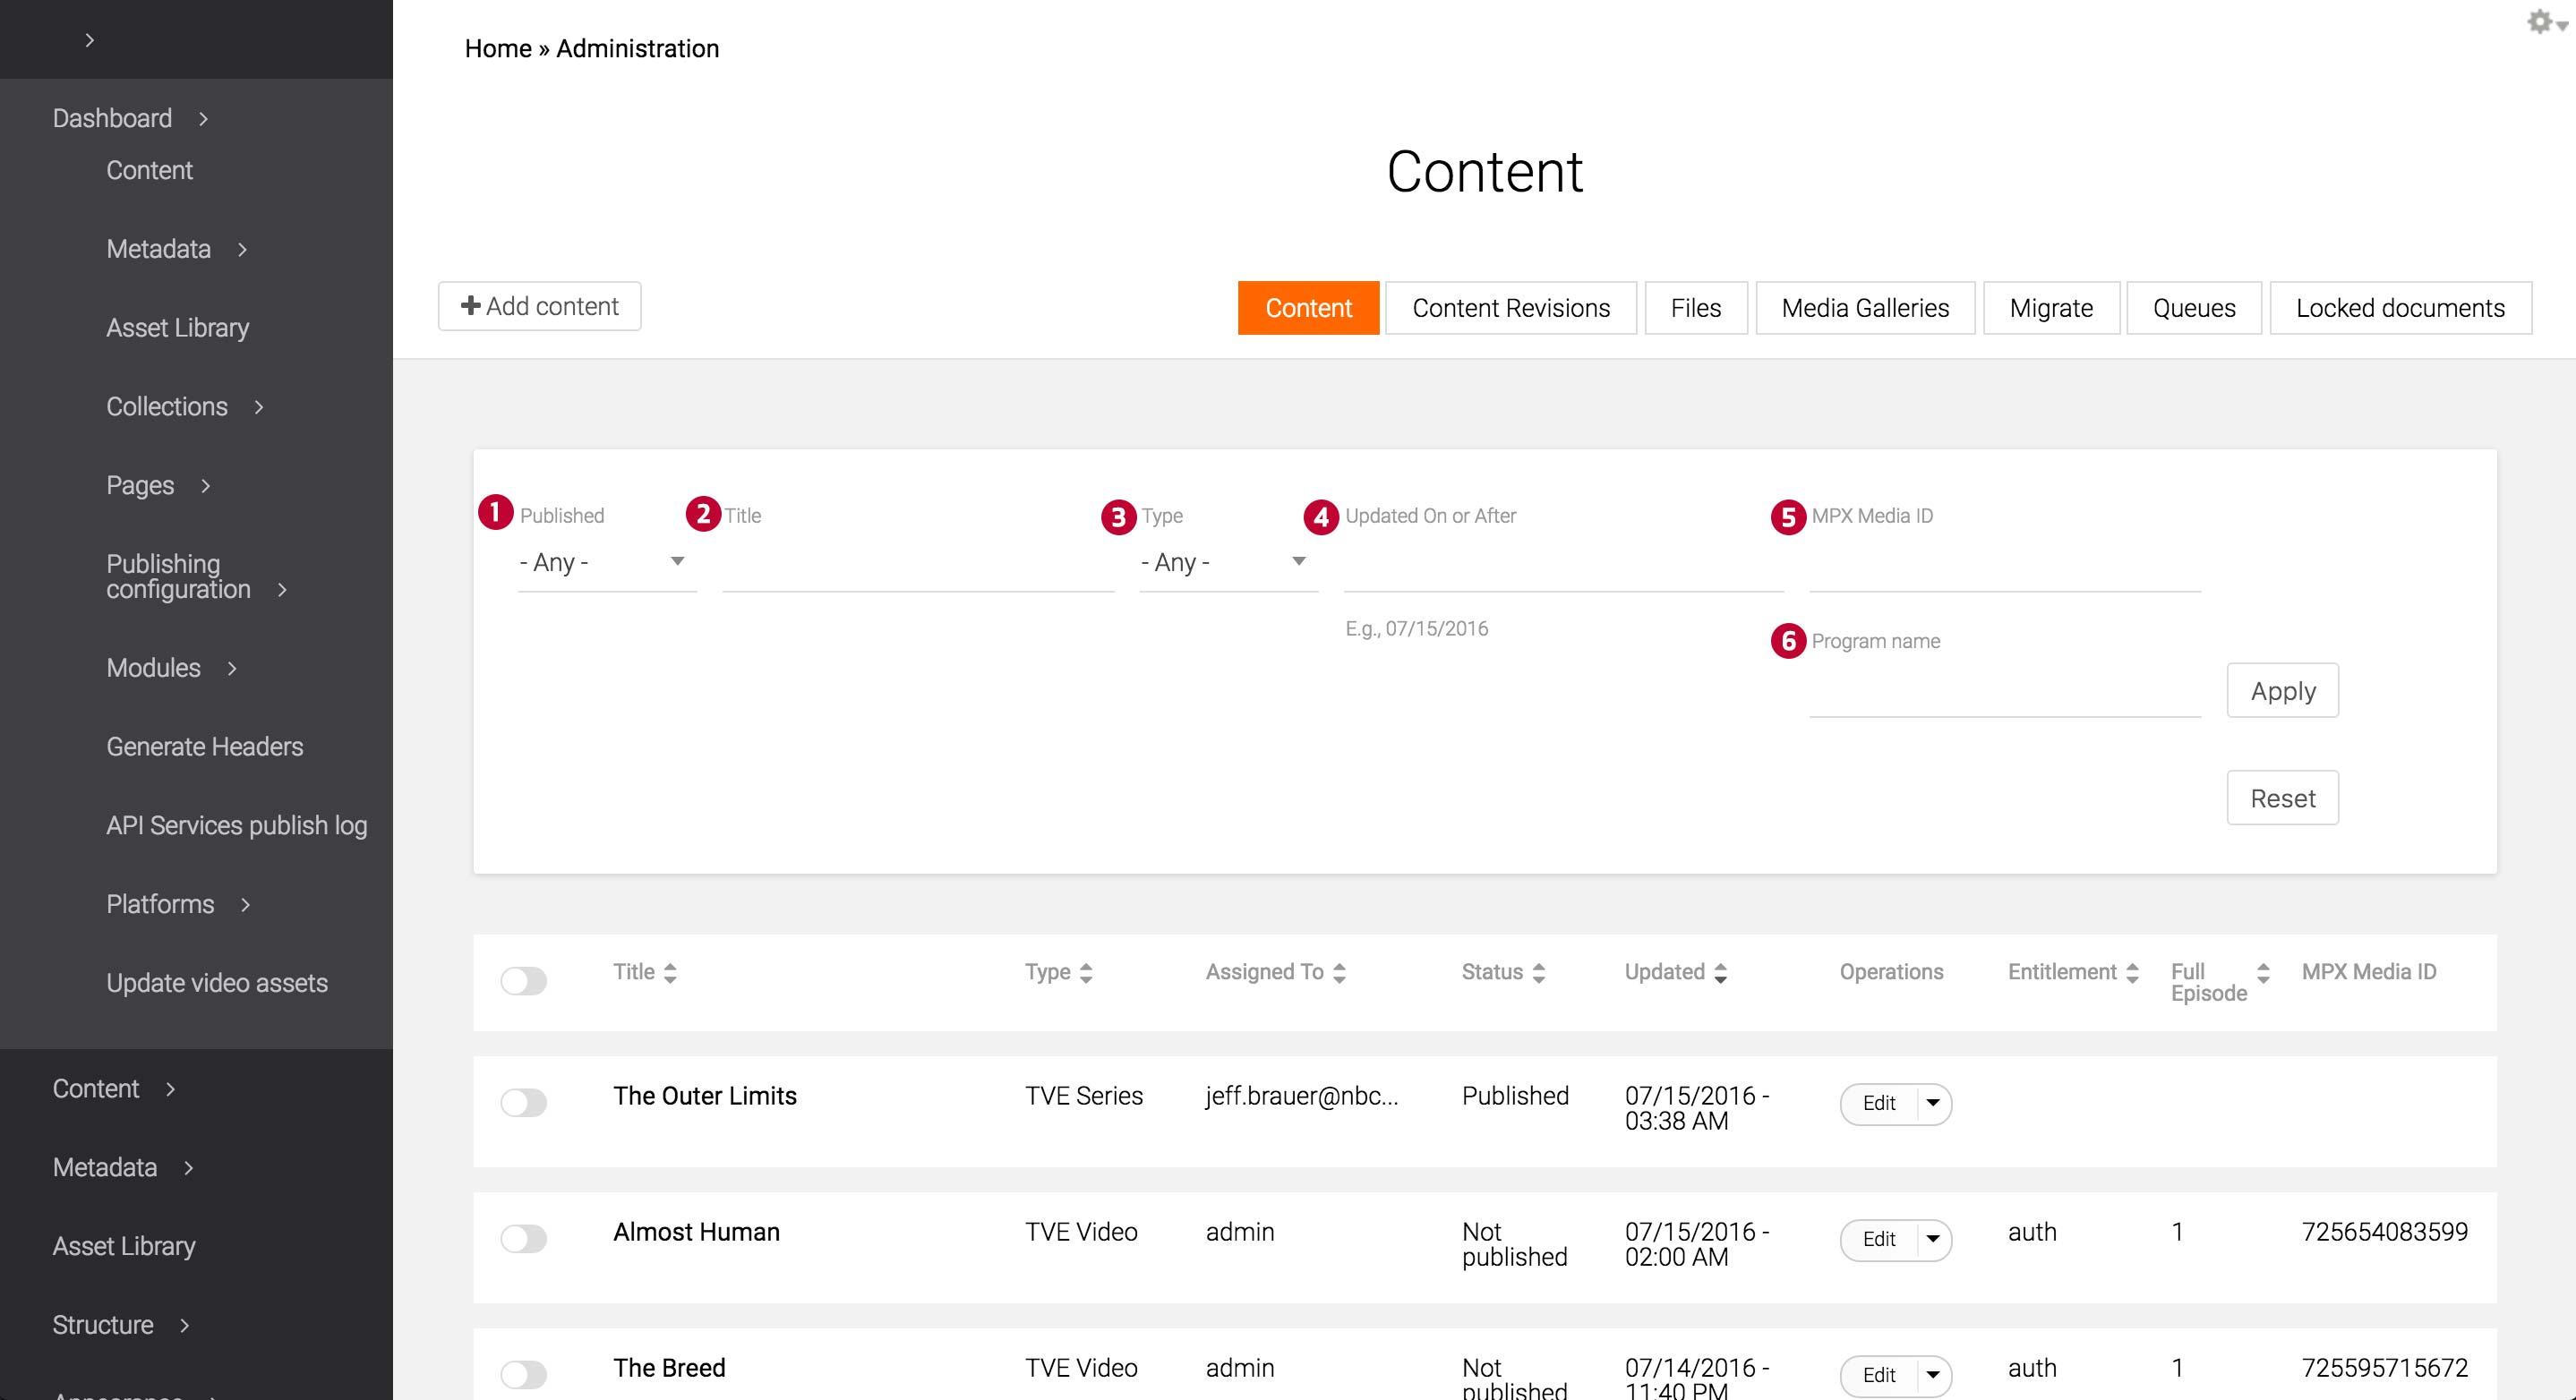 Home » Administration
Dashboard
Content
Metadata
Asset Library
Collections
Pages
Publishing
configuration
Modules
Generate Headers
API Services publish log
Platforms
Update video assets
Content
Metadata
Asset Library
Structure
Appearance
Content
Add content
Content Content Revisions Files Media Galleries Migrate Queues Locked documents
1 Published 2 Title 3 Type 4 Updated On or After 5 MPX Media ID
- Any - - Any -
E.g., 07/15/2016
6 Program name
Apply
Reset
Title Type Assigned To Status Updated Operations Entitlement Full MPX Media ID
Episode
The Outer Limits TVE Series jeff.brauer@nbc... Published 07/15/2016 - Edit
03:38 AM
Almost Human TVE Video admin Not 07/15/2016 - Edit auth 1 725654083599
published 02:00 AM
The Breed TVE Video admin Not 07/14/2016 - Edit auth 1 725595715672
published 11:40 PM